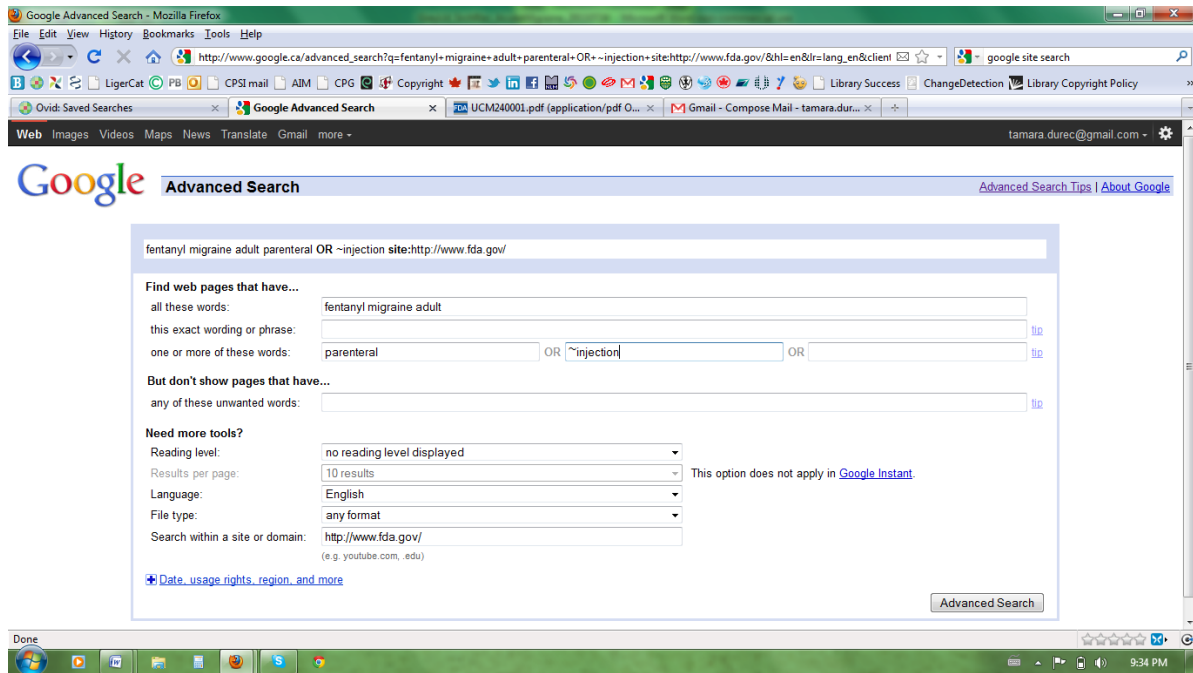 Google Advanced Search - Mozilla Firefox
File Edit View History Bookmarks Tools Help
http://www.google.ca/advanced_search?q=fentanyl+migraine+adult+parenteral+OR+~injection+site:http://www.fda.gov/&hl=en&lr=lang_en&client
google site search
LigerCat PB CPSI mail AIM CPG Copyright Library Success ChangeDetection Library Copyright Policy »
Ovid: Saved Searches × Google Advanced Search × UCM240001.pdf (application/pdf O... × Gmail - Compose Mail - tamara.dur... ×
Web Images Videos Maps News Translate Gmail more
tamara.durec@gmail.com
Google Advanced Search
Advanced Search Tips | About Google
fentanyl migraine adult parenteral OR ~injection site:http://www.fda.gov/
Find web pages that have...
all these words: fentanyl migraine adult
this exact wording or phrase: tip
one or more of these words: parenteral OR ~injection OR tip
But don't show pages that have...
any of these unwanted words: tip
Need more tools?
Reading level: no reading level displayed
Results per page: 10 results This option does not apply in Google Instant.
Language: English
File type: any format
Search within a site or domain: http://www.fda.gov/
(e.g. youtube.com, .edu)
Date, usage rights, region, and more
Advanced Search
Done
9:34 PM